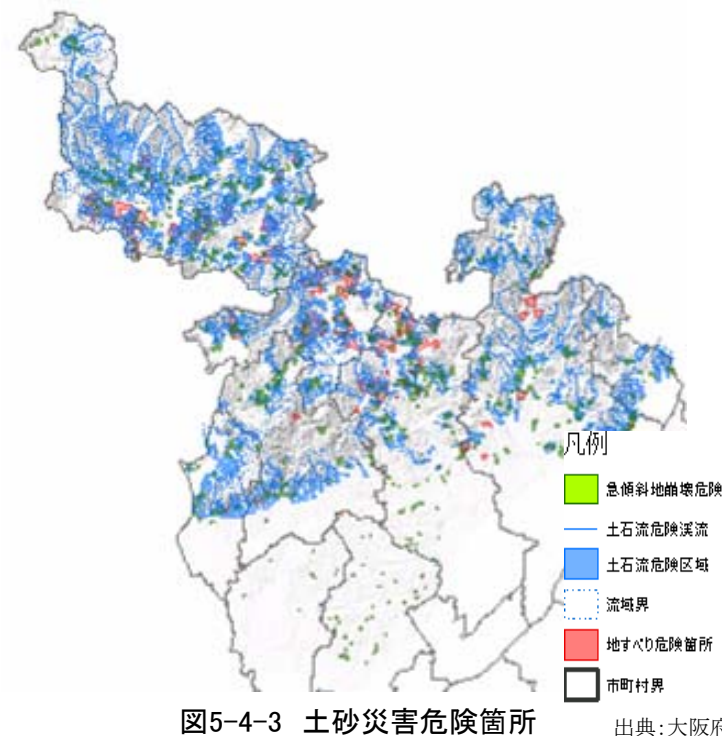 凡例
急傾斜地崩壊危険
土石流危険渓流
土石流危険区域
流域界
地すべり危険箇所
市町村界
図5-4-3 土砂災害危険箇所
出典:大阪府